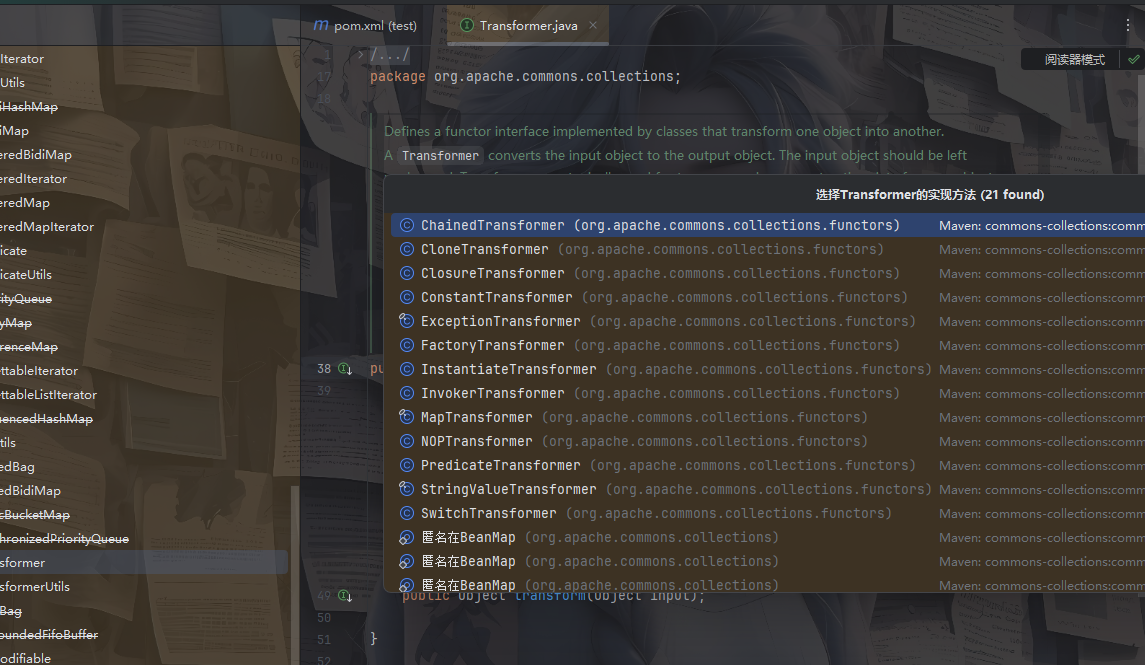 pom.xml (test)
Transformer.java
Iterator
Utils
iHashMap
iMap
eredBidiMap
eredIterator
eredMap
eredMapIterator
icate
icateUtils
rityQueue
yMap
renceMap
ttableIterator
ttableListIterator
uencedHashMap
tils
edBag
edBidiMap
icBucketMap
hronizedPriorityQueue
sformer
sformerUtils
Bag
oundedFifoBuffer
odifiable
1 /.../
17 package org.apache.commons.collections;
18
阅读器模式
Defines a functor interface implemented by classes that transform one object into another.
A Transformer converts the input object to the output object. The input object should be left
选择Transformer的实现方法 (21 found)
ChainedTransformer (org.apache.commons.collections.functors) Maven: commons-collections:comm
CloneTransformer (org.apache.commons.collections.functors) Maven: commons-collections:comm
ClosureTransformer (org.apache.commons.collections.functors) Maven: commons-collections:comm
ConstantTransformer (org.apache.commons.collections.functors) Maven: commons-collections:comm
ExceptionTransformer (org.apache.commons.collections.functors) Maven: commons-collections:comm
FactoryTransformer (org.apache.commons.collections.functors) Maven: commons-collections:comm
InstantiateTransformer (org.apache.commons.collections.functors) Maven: commons-collections:comm
InvokerTransformer (org.apache.commons.collections.functors) Maven: commons-collections:comm
MapTransformer (org.apache.commons.collections.functors) Maven: commons-collections:comm
NOPTransformer (org.apache.commons.collections.functors) Maven: commons-collections:comm
PredicateTransformer (org.apache.commons.collections.functors) Maven: commons-collections:comm
StringValueTransformer (org.apache.commons.collections.functors) Maven: commons-collections:comm
SwitchTransformer (org.apache.commons.collections.functors) Maven: commons-collections:comm
匿名在BeanMap (org.apache.commons.collections) Maven: commons-collections:comm
匿名在BeanMap (org.apache.commons.collections) Maven: commons-collections:comm
匿名在BeanMap (org.apache.commons.collections) Maven: commons-collections:comm
38 pu
39
49 public Object transform(Object input);
50
51 }
52